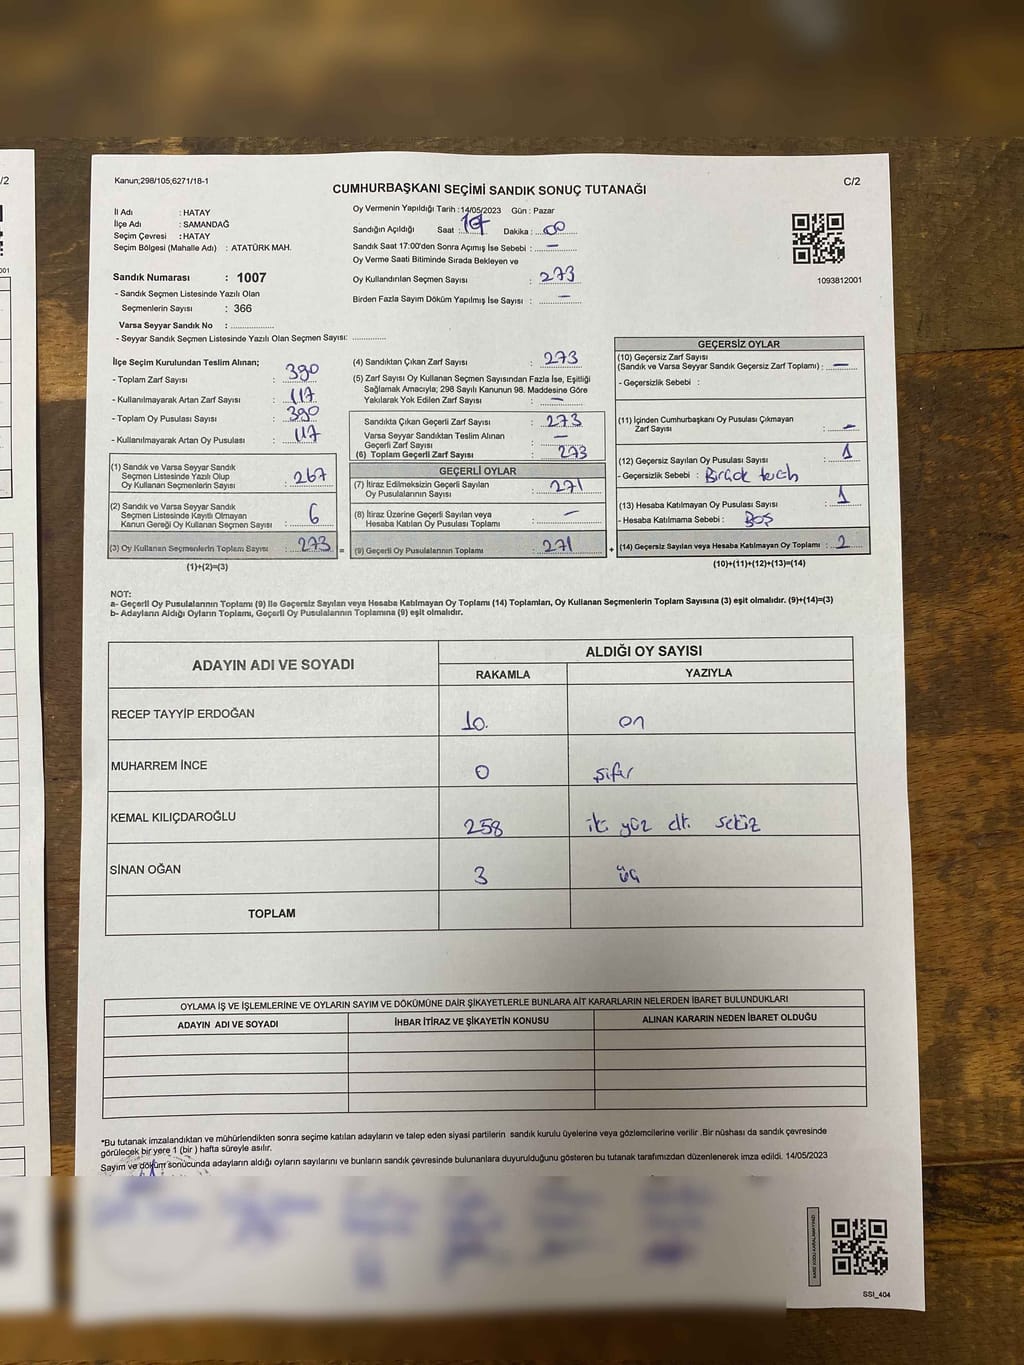 /2
001
Kanun;298/105,6271/18-1
C/2
CUMHURBAŞKANI SEÇİMİ SANDIK SONUÇ TUTANAĞI
İl Adı : HATAY
İlçe Adı : SAMANDAĞ
Seçim Çevresi : HATAY
Seçim Bölgesi (Mahalle Adı) : ATATÜRK MAH.
Sandık Numarası : 1007
- Sandık Seçmen Listesinde Yazılı Olan
Seçmenlerin Sayısı : 366
Varsa Seyyar Sandık No : ..............
- Seyyar Sandık Seçmen Listesinde Yazılı Olan Seçmen Sayısı: ............
Oy Vermenin Yapıldığı Tarih :14/05/2023 Gün : Pazar
Sandığın Açıldığı Saat : 17 Dakika : 00
Sandık Saat 17:00'den Sonra Açımış İse Sebebi : —
Oy Verme Saati Bitiminde Sırada Bekleyen ve
Oy Kullandırılan Seçmen Sayısı : 273
Birden Fazla Sayım Döküm Yapılmış İse Sayısı : —
1093812001
İlçe Seçim Kurulundan Teslim Alınan;
- Toplam Zarf Sayısı : 390
- Kullanılmayarak Artan Zarf Sayısı : 117
- Toplam Oy Pusulası Sayısı : 390
- Kullanılmayarak Artan Oy Pusulası : 117
(1) Sandık ve Varsa Seyyar Sandık
Seçmen Listesinde Yazılı Olup
Oy Kullanan Seçmenlerin Sayısı : 267
(2) Sandık ve Varsa Seyyar Sandık
Seçmen Listesinde Kayıtlı Olmayan
Kanun Gereği Oy Kullanan Seçmen Sayısı : 6
(3) Oy Kullanan Seçmenlerin Toplam Sayısı : 273 =
(1)+(2)=(3)
(4) Sandıktan Çıkan Zarf Sayısı : 273
(5) Zarf Sayısı Oy Kullanan Seçmen Sayısından Fazla İse, Eşitliği
Sağlamak Amacıyla; 298 Sayılı Kanunun 98. Maddesine Göre
Yakılarak Yok Edilen Zarf Sayısı : —
Sandıkta Çıkan Geçerli Zarf Sayısı : 273
Varsa Seyyar Sandıktan Teslim Alınan
Geçerli Zarf Sayısı : —
(6) Toplam Geçerli Zarf Sayısı : 273
GEÇERLİ OYLAR
(7) İtiraz Edilmeksizin Geçerli Sayılan
Oy Pusulalarının Sayısı : 271
(8) İtiraz Üzerine Geçerli Sayılan veya
Hesaba Katılan Oy Pusulası Toplamı : —
(9) Geçerli Oy Pusulalarının Toplamı : 271 +
GEÇERSİZ OYLAR
(10) Geçersiz Zarf Sayısı
(Sandık ve Varsa Seyyar Sandık Geçersiz Zarf Toplamı) : —
- Geçersizlik Sebebi :
(11) İçinden Cumhurbaşkanı Oy Pusulası Çıkmayan
Zarf Sayısı : —
(12) Geçersiz Sayılan Oy Pusulası Sayısı : 1
- Geçersizlik Sebebi : Birçok tercih
(13) Hesaba Katılmayan Oy Pusulası Sayısı : 1
- Hesaba Katılmama Sebebi : BOŞ
(14) Geçersiz Sayılan veya Hesaba Katılmayan Oy Toplamı : 2
(10)+(11)+(12)+(13)=(14)
NOT:
a- Geçerli Oy Pusulalarının Toplamı (9) ile Geçersiz Sayılan veya Hesaba Katılmayan Oy Toplamı (14) Toplamları, Oy Kullanan Seçmenlerin Toplam Sayısına (3) eşit olmalıdır. (9)+(14)=(3)
b- Adayların Aldığı Oyların Toplamı, Geçerli Oy Pusulalarının Toplamına (9) eşit olmalıdır.
ADAYIN ADI VE SOYADI
ALDIĞI OY SAYISI
RAKAMLA YAZIYLA
RECEP TAYYİP ERDOĞAN 10. on
MUHARREM İNCE 0 sıfır
KEMAL KILIÇDAROĞLU 258 iki yüz elli sekiz
SİNAN OĞAN 3 üç
TOPLAM
OYLAMA İŞ VE İŞLEMLERİNE VE OYLARIN SAYIM VE DÖKÜMÜNE DAİR ŞİKAYETLERLE BUNLARA AİT KARARLARIN NELERDEN İBARET BULUNDUKLARI
ADAYIN ADI VE SOYADI İHBAR İTİRAZ VE ŞİKAYETİN KONUSU ALINAN KARARIN NEDEN İBARET OLDUĞU
*Bu tutanak imzalandıktan ve mühürlendikten sonra seçime katılan adayların ve talep eden siyasi partilerin sandık kurulu üyelerine veya gözlemcilerine verilir .Bir nüshası da sandık çevresinde
görülecek bir yere 1 (bir ) hafta süreyle asılır.
Sayım ve döküm sonucunda adayların aldığı oyların sayılarını ve bunların sandık çevresinde bulunanlara duyurulduğunu gösteren bu tutanak tarafımızdan düzenlenerek imza edildi. 14/05/2023
SSI_404